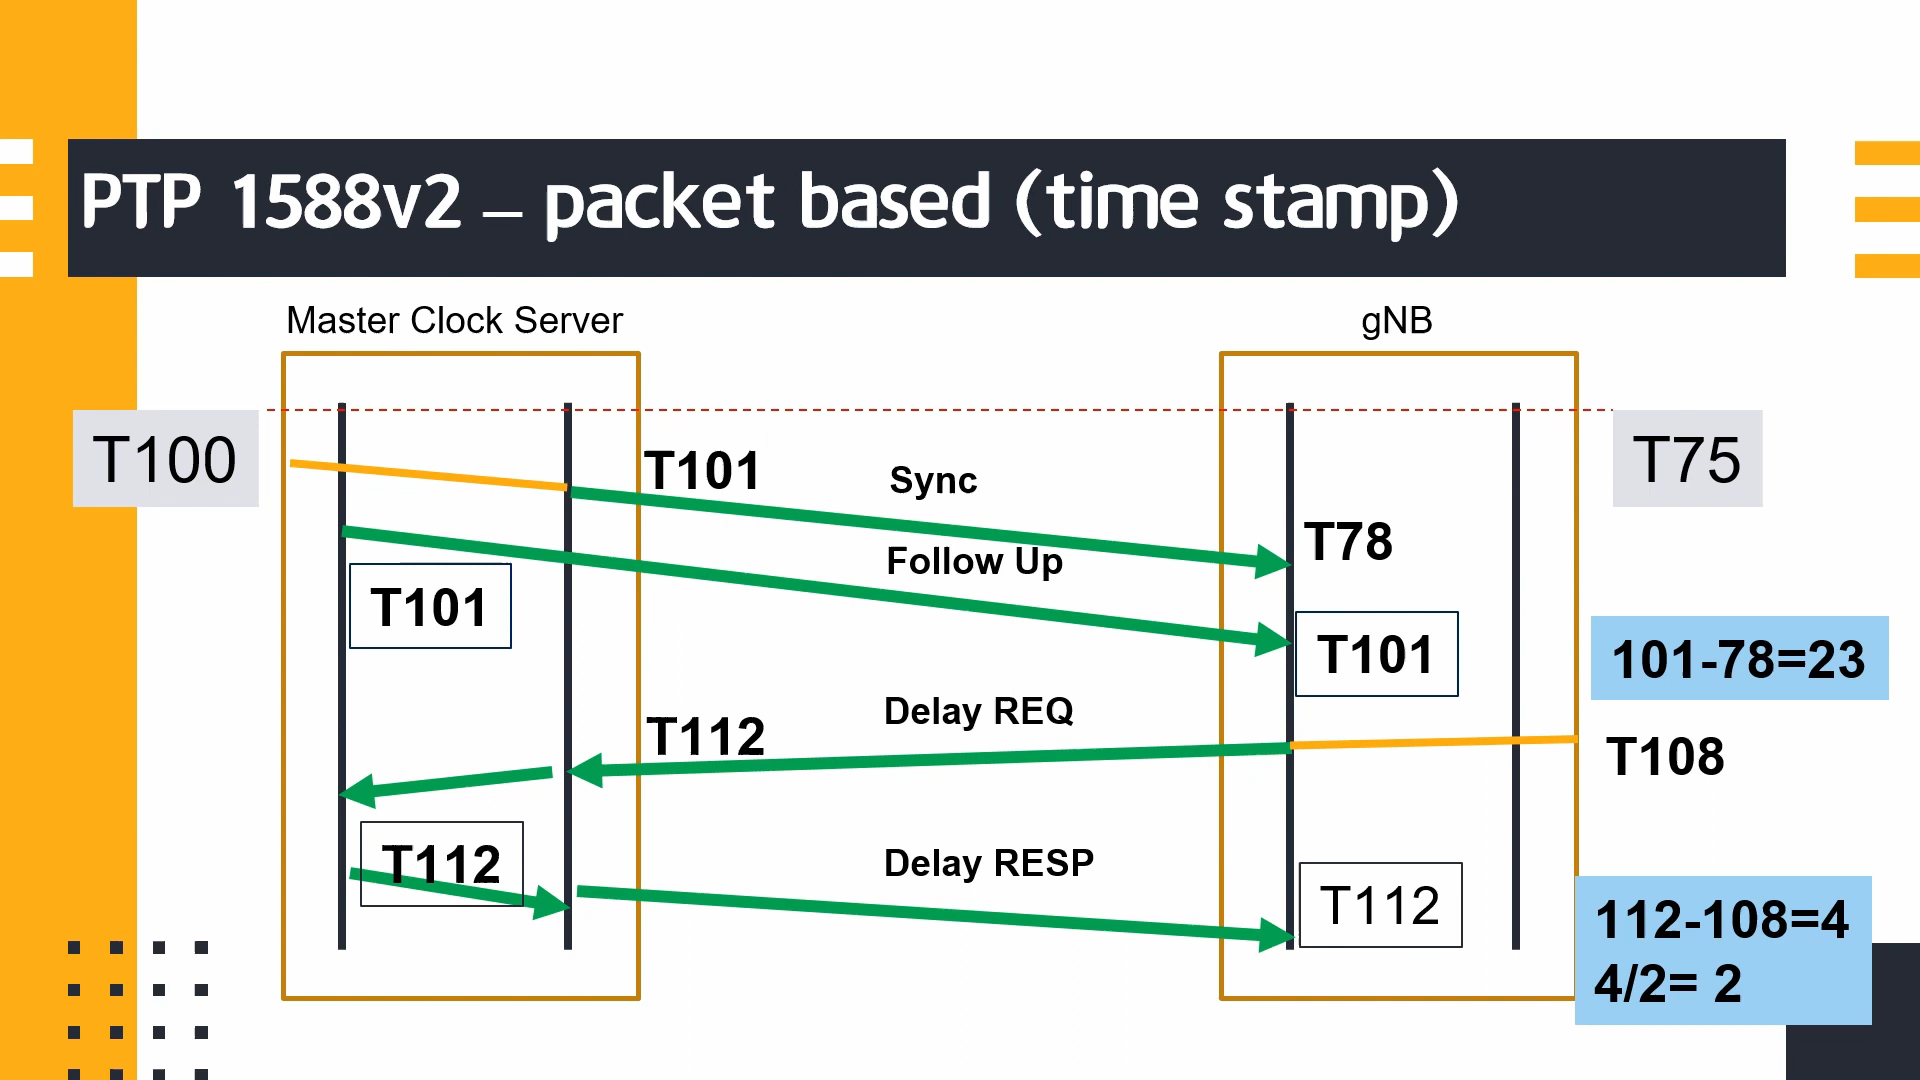 PTP 1588v2 – packet based (time stamp)
Master Clock Server
gNB
T100
T75
T101
Sync
T78
Follow Up
T101
T101
101-78=23
Delay REQ
T112
T108
T112
Delay RESP
T112
112-108=4
4/2= 2